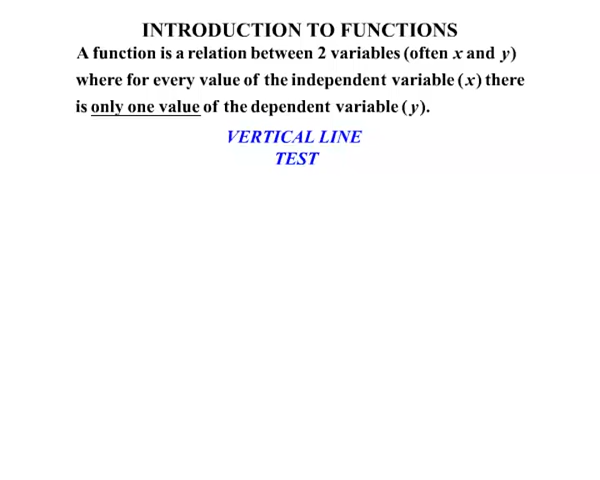 INTRODUCTION TO FUNCTIONS
A function is a relation between 2 variables (often x and y)
where for every value of the independent variable (x) there
is only one value of the dependent variable (y).
VERTICAL LINE
TEST